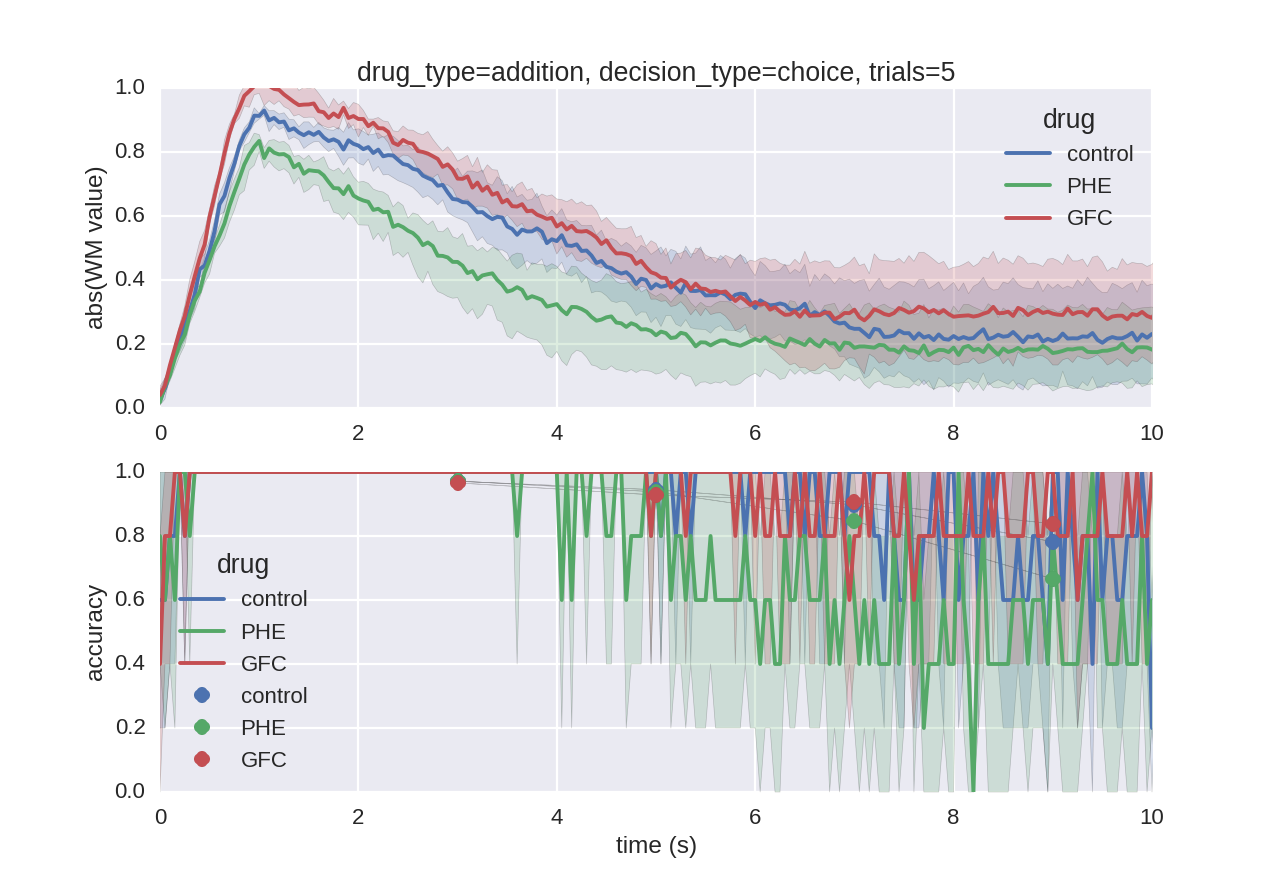 drug_type=addition, decision_type=choice, trials=5
abs(WM value)
1.0
0.8
0.6
0.4
0.2
0.0
drug
control
PHE
GFC
0 2 4 6 8 10
accuracy
1.0
0.8
0.6
0.4
0.2
0.0
drug
control
PHE
GFC
control
PHE
GFC
0 2 4 6 8 10
time (s)